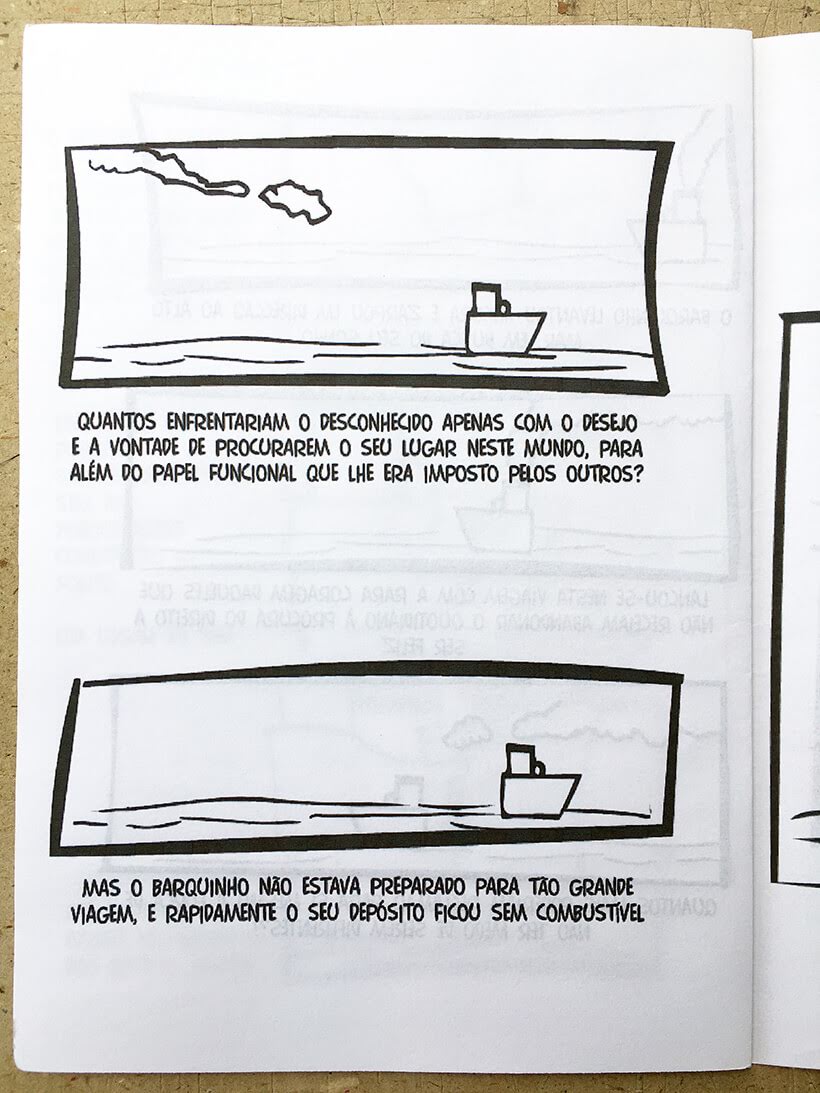 QUANTOS ENFRENTARIAM O DESCONHECIDO APENAS COM O DESEJO
E A VONTADE DE PROCURAREM O SEU LUGAR NESTE MUNDO, PARA
ALÉM DO PAPEL FUNCIONAL QUE LHE ERA IMPOSTO PELOS OUTROS?
MAS O BARQUINHO NÃO ESTAVA PREPARADO PARA TÃO GRANDE
VIAGEM, E RAPIDAMENTE O SEU DEPÓSITO FICOU SEM COMBUSTÍVEL